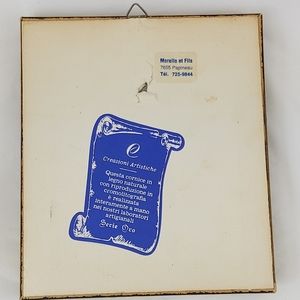 Morello et Fils
7655 Papineau
Tél. 725-9844
e
Creazioni Artistiche
Questa cornice in
legno naturale
con riproduzione in
cromolitografia
è realizzata
interamente a mano
nei nostri laboratori
artigianali
Serie Oro